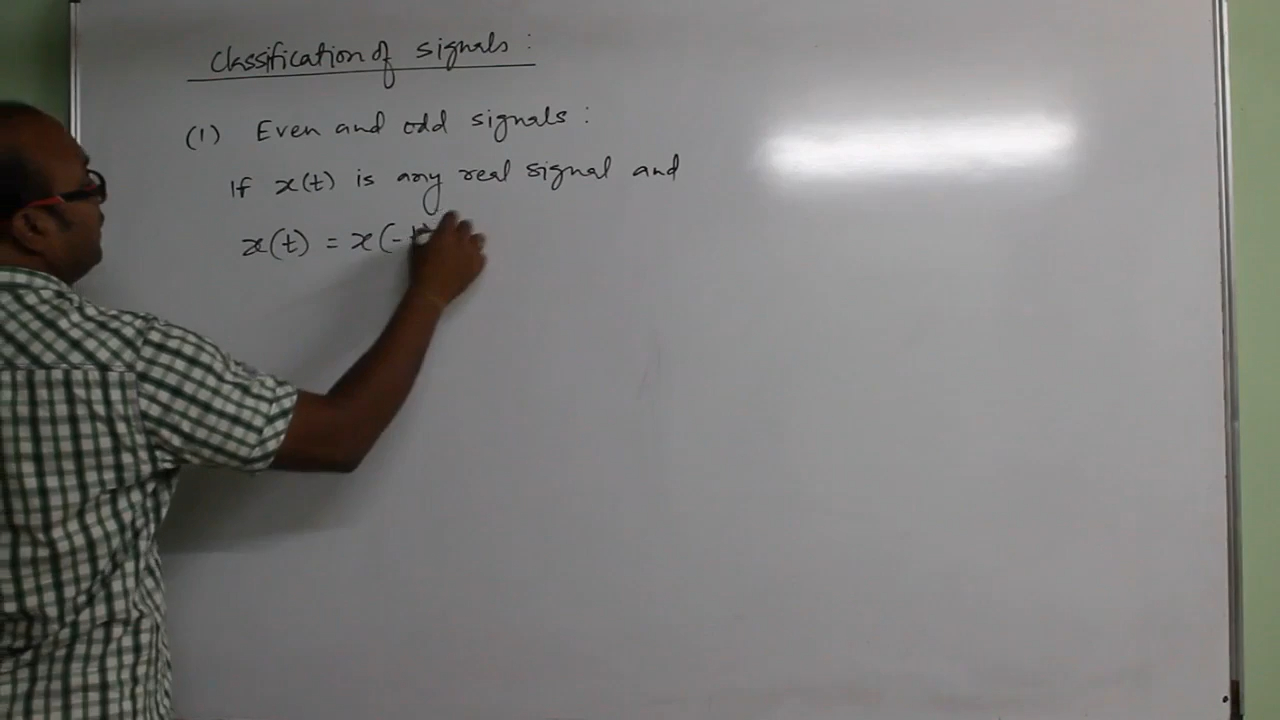 Classification of signals :
(1) Even and odd signals :
If x(t) is any real signal and
x(t) = x(-t)